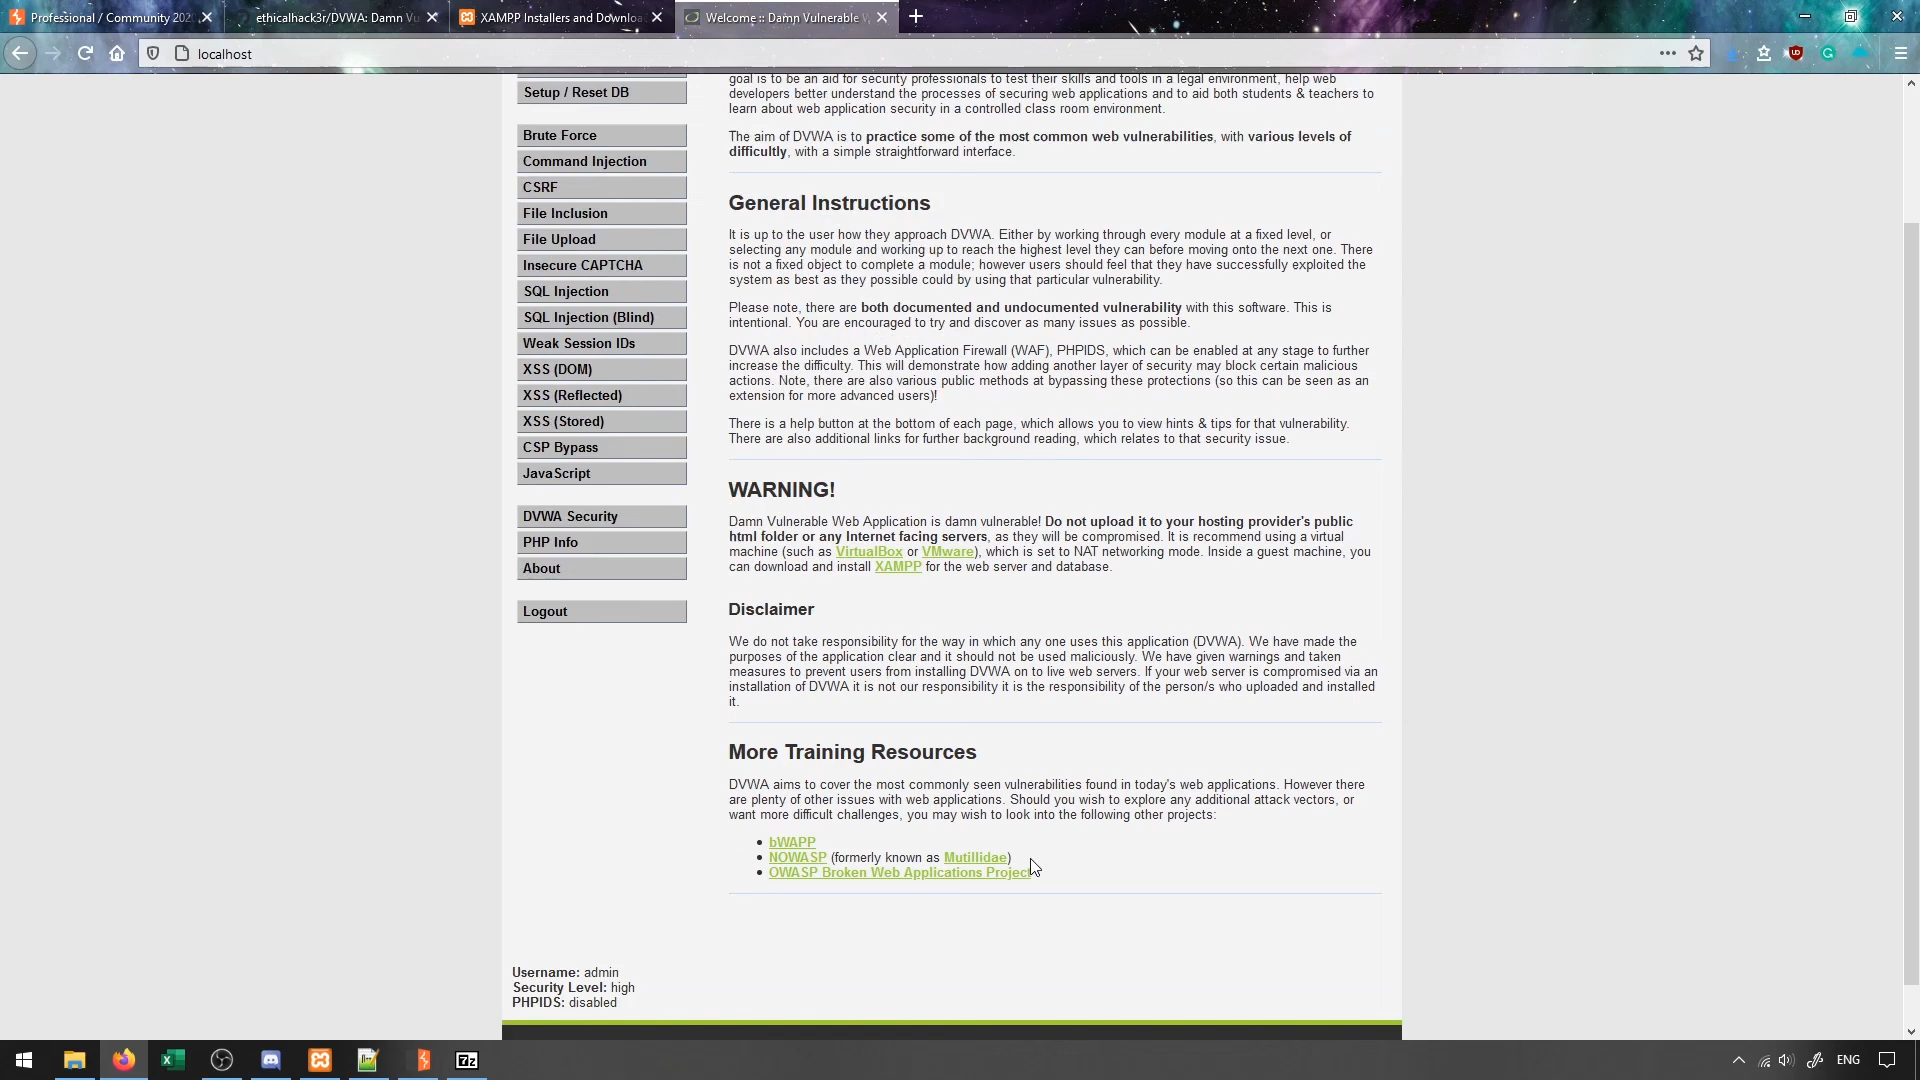 Professional / Community 202
ethicalhack3r/DVWA: Damn Vu
XAMPP Installers and Downloa
Welcome :: Damn Vulnerable W
localhost
goal is to be an aid for security professionals to test their skills and tools in a legal environment, help web
developers better understand the processes of securing web applications and to aid both students & teachers to
learn about web application security in a controlled class room environment.
The aim of DVWA is to practice some of the most common web vulnerabilities, with various levels of
difficultly, with a simple straightforward interface.
General Instructions
It is up to the user how they approach DVWA. Either by working through every module at a fixed level, or
selecting any module and working up to reach the highest level they can before moving onto the next one. There
is not a fixed object to complete a module; however users should feel that they have successfully exploited the
system as best as they possible could by using that particular vulnerability.
Please note, there are both documented and undocumented vulnerability with this software. This is
intentional. You are encouraged to try and discover as many issues as possible.
DVWA also includes a Web Application Firewall (WAF), PHPIDS, which can be enabled at any stage to further
increase the difficulty. This will demonstrate how adding another layer of security may block certain malicious
actions. Note, there are also various public methods at bypassing these protections (so this can be seen as an
extension for more advanced users)!
There is a help button at the bottom of each page, which allows you to view hints & tips for that vulnerability.
There are also additional links for further background reading, which relates to that security issue.
WARNING!
Damn Vulnerable Web Application is damn vulnerable! Do not upload it to your hosting provider's public
html folder or any Internet facing servers, as they will be compromised. It is recommend using a virtual
machine (such as VirtualBox or VMware), which is set to NAT networking mode. Inside a guest machine, you
can download and install XAMPP for the web server and database.
Disclaimer
We do not take responsibility for the way in which any one uses this application (DVWA). We have made the
purposes of the application clear and it should not be used maliciously. We have given warnings and taken
measures to prevent users from installing DVWA on to live web servers. If your web server is compromised via an
installation of DVWA it is not our responsibility it is the responsibility of the person/s who uploaded and installed
it.
More Training Resources
DVWA aims to cover the most commonly seen vulnerabilities found in today's web applications. However there
are plenty of other issues with web applications. Should you wish to explore any additional attack vectors, or
want more difficult challenges, you may wish to look into the following other projects:
• bWAPP
• NOWASP (formerly known as Mutillidae)
• OWASP Broken Web Applications Project
Setup / Reset DB
Brute Force
Command Injection
CSRF
File Inclusion
File Upload
Insecure CAPTCHA
SQL Injection
SQL Injection (Blind)
Weak Session IDs
XSS (DOM)
XSS (Reflected)
XSS (Stored)
CSP Bypass
JavaScript
DVWA Security
PHP Info
About
Logout
Username: admin
Security Level: high
PHPIDS: disabled
7z
ENG